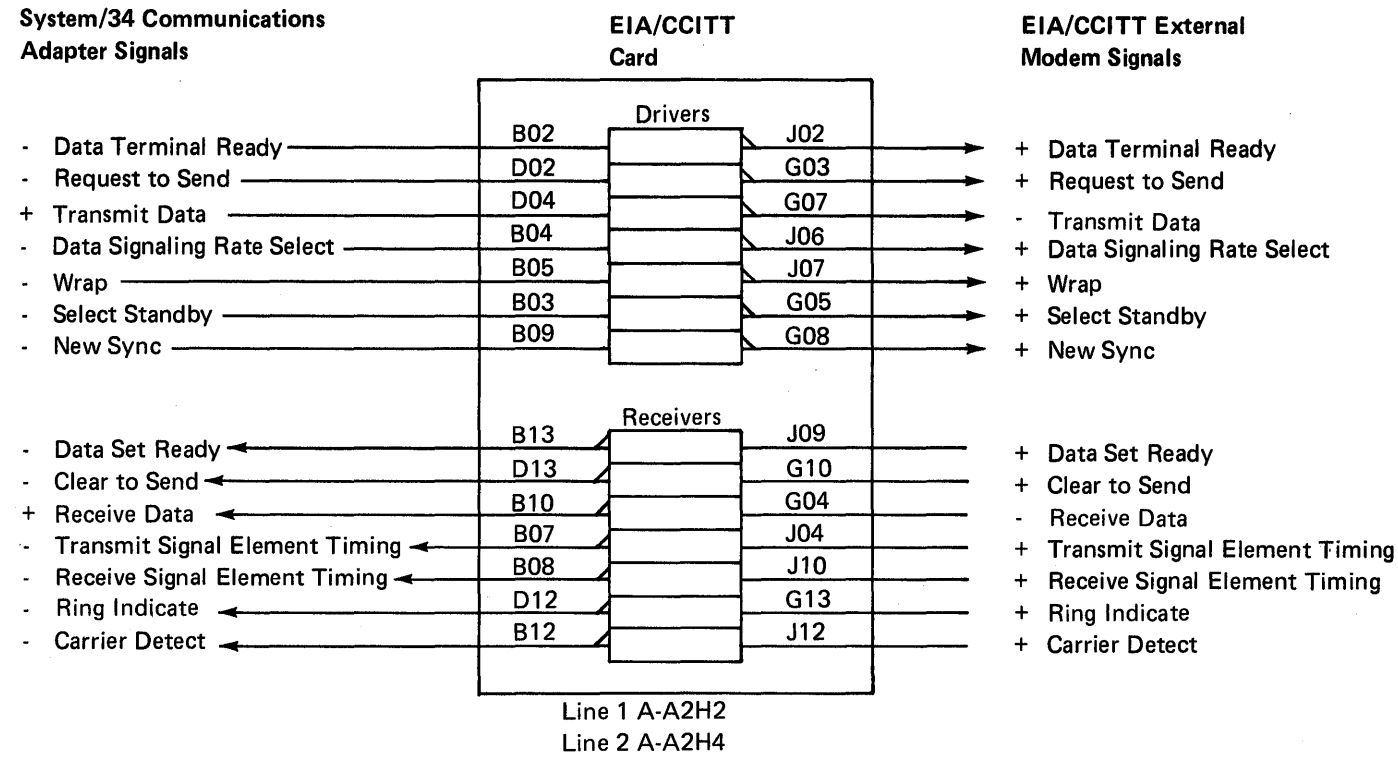 System/34 Communications
Adapter Signals
EIA/CCITT
Card
EIA/CCITT External
Modem Signals
Drivers
- Data Terminal Ready B02 J02 + Data Terminal Ready
- Request to Send D02 G03 + Request to Send
+ Transmit Data D04 G07 - Transmit Data
- Data Signaling Rate Select B04 J06 + Data Signaling Rate Select
- Wrap B05 J07 + Wrap
- Select Standby B03 G05 + Select Standby
- New Sync B09 G08 + New Sync
Receivers
- Data Set Ready B13 J09 + Data Set Ready
- Clear to Send D13 G10 + Clear to Send
+ Receive Data B10 G04 - Receive Data
- Transmit Signal Element Timing B07 J04 + Transmit Signal Element Timing
- Receive Signal Element Timing B08 J10 + Receive Signal Element Timing
- Ring Indicate D12 G13 + Ring Indicate
- Carrier Detect B12 J12 + Carrier Detect
Line 1 A-A2H2
Line 2 A-A2H4